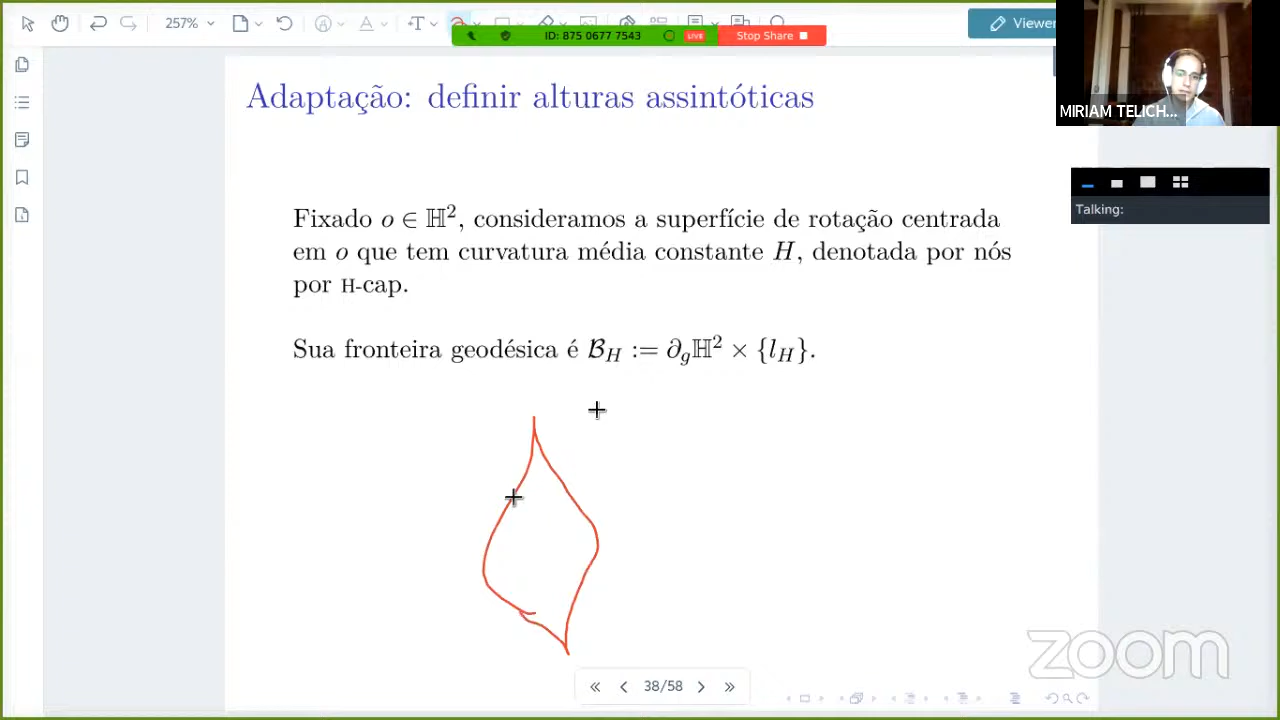 257%
ID: 875 0677 7543
LIVE
Stop Share
Viewer
MIRIAM TELICH...
Talking:
Adaptação: definir alturas assintóticas
Fixado o ∈ ℍ², consideramos a superfície de rotação centrada
em o que tem curvatura média constante H, denotada por nós
por H-cap.
Sua fronteira geodésica é 𝓑_H := ∂_gℍ² × {l_H}.
zoom
38/58